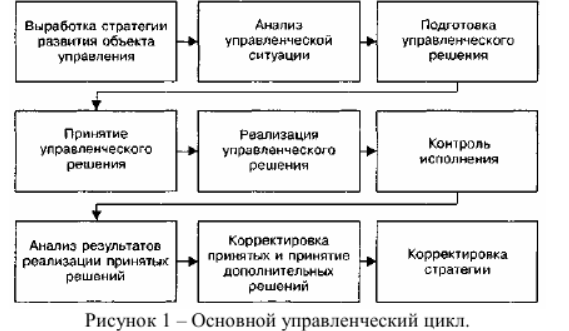 Выработка стратегии
развития объекта
управления
Анализ
управленческой
ситуации
Подготовка
управленческого
решения
Принятие
управленческого
решения
Реализация
управленческого
решения
Контроль
исполнения
Анализ результатов
реализации принятых
решений
Корректировка
принятых и принятие
дополнительных
решений
Корректировка
стратегии
Рисунок 1 – Основной управленческий цикл.